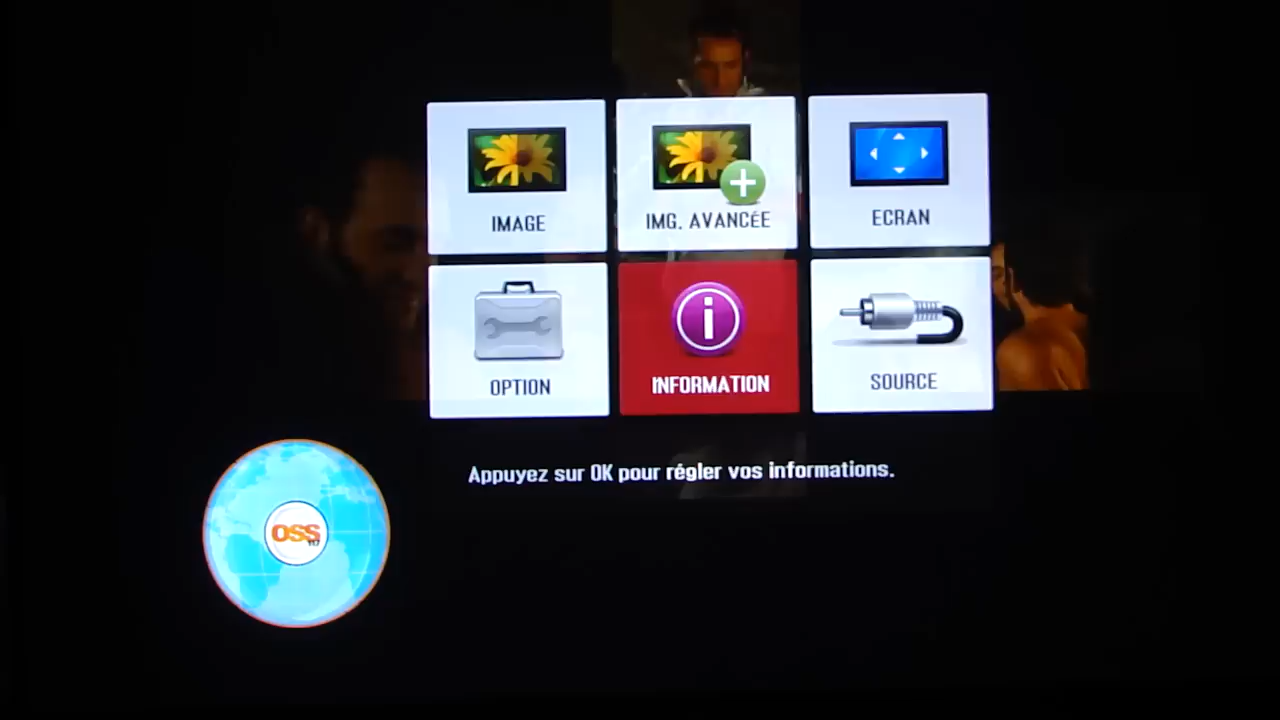 IMAGE
IMG. AVANCÉE
ECRAN
OPTION
INFORMATION
SOURCE
Appuyez sur OK pour régler vos informations.
OSS